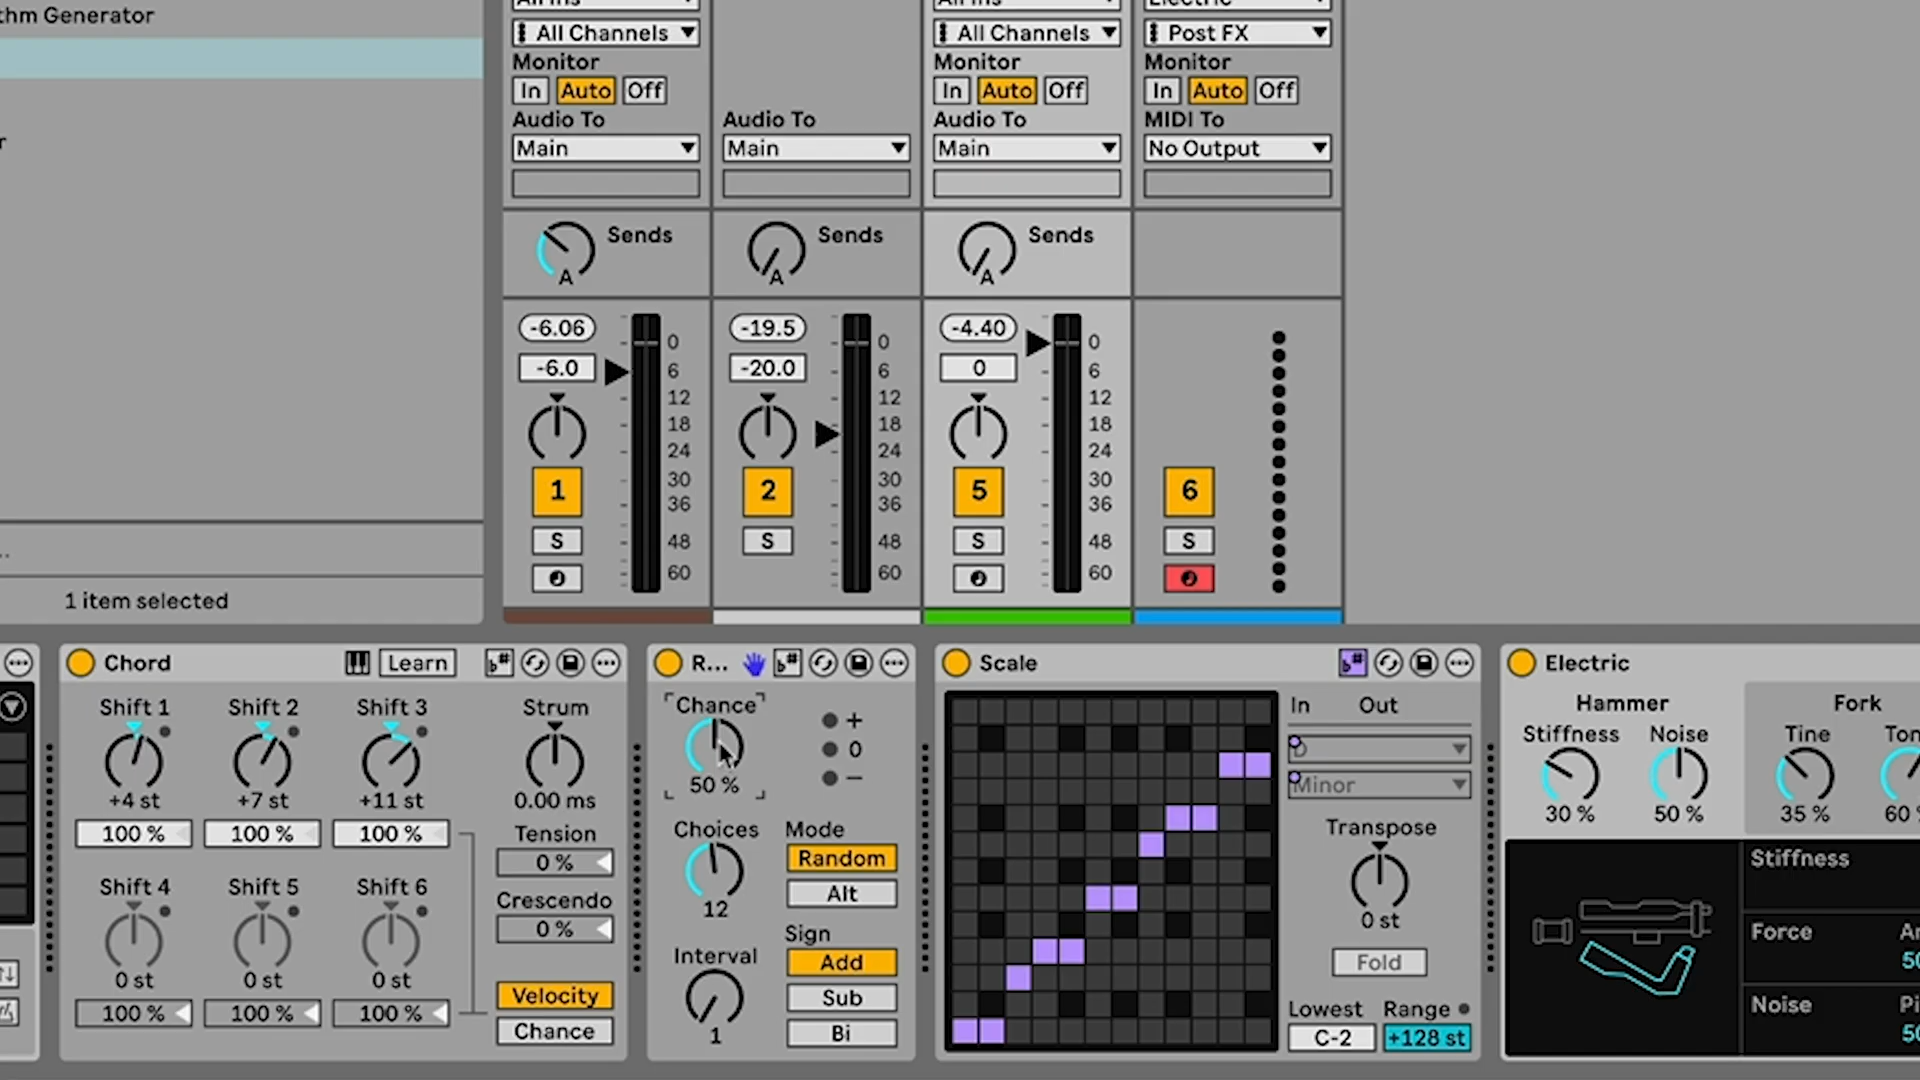 thm Generator
1 item selected
All Channels
Monitor
In Auto Off
Audio To
Main
Sends
A
-6.06
-6.0
0
6
12
18
24
30
36
48
60
1
S
Audio To
Main
Sends
A
-19.5
-20.0
0
6
12
18
24
30
36
48
60
2
S
All Channels
Monitor
In Auto Off
Audio To
Main
Sends
A
-4.40
0
0
6
12
18
24
30
36
48
60
5
S
Electric
Post FX
Monitor
In Auto Off
MIDI To
No Output
6
S
Chord Learn
Shift 1 Shift 2 Shift 3
+4 st +7 st +11 st
100 % 100 % 100 %
Shift 4 Shift 5 Shift 6
0 st 0 st 0 st
100 % 100 % 100 %
Strum
0.00 ms
Tension
0 %
Crescendo
0 %
Velocity
Chance
R...
Chance
50 %
+
0
−
Choices
12
Interval
1
Mode
Random
Alt
Sign
Add
Sub
Bi
Scale
In Out
Minor
Transpose
0 st
Fold
Lowest Range
C-2 +128 st
Electric
Hammer
Stiffness Noise
30 % 50 %
Fork
Tine Ton
35 % 60 %
Stiffness
Force
Noise